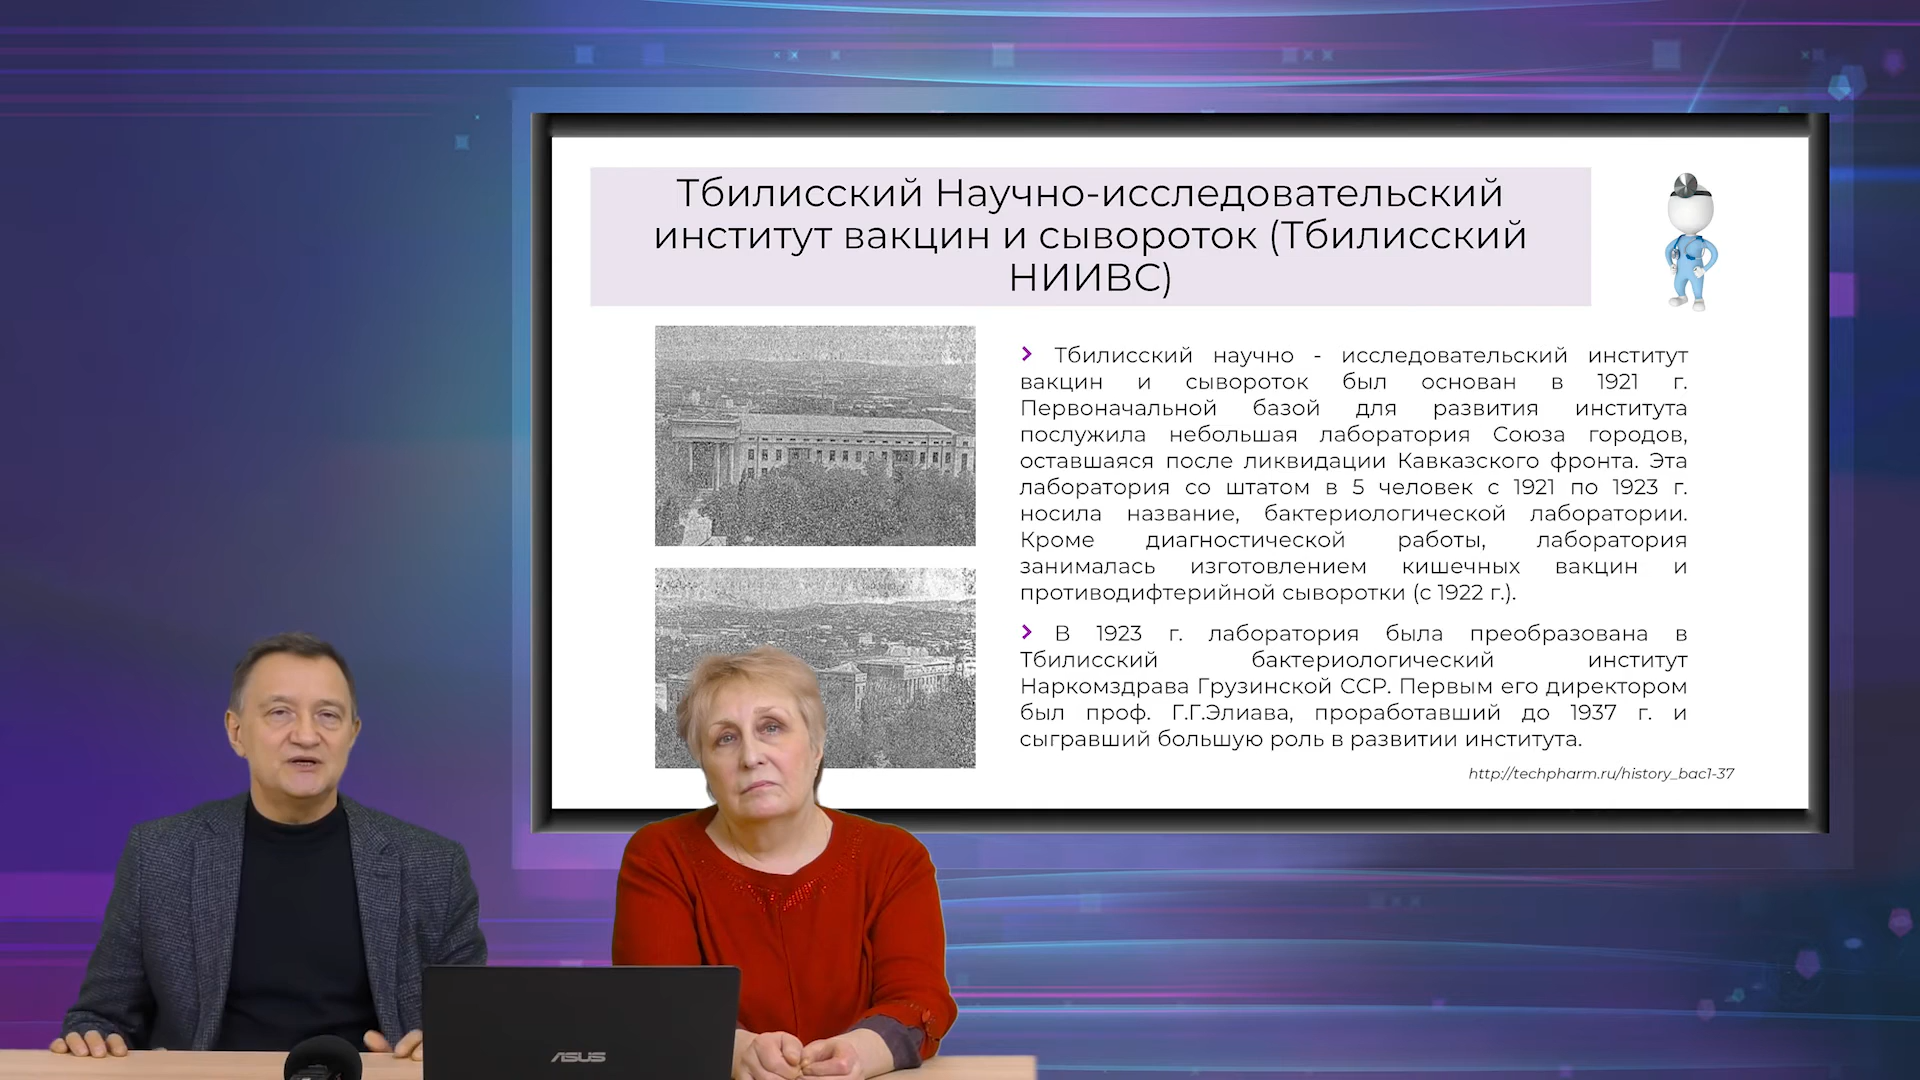 Тбилисский Научно-исследовательский
институт вакцин и сывороток (Тбилисский
НИИВС)
Тбилисский научно - исследовательский институт
вакцин и сывороток был основан в 1921 г.
Первоначальной базой для развития института
послужила небольшая лаборатория Союза городов,
оставшаяся после ликвидации Кавказского фронта. Эта
лаборатория со штатом в 5 человек с 1921 по 1923 г.
носила название, бактериологической лаборатории.
Кроме диагностической работы, лаборатория
занималась изготовлением кишечных вакцин и
противодифтерийной сыворотки (с 1922 г.).
В 1923 г. лаборатория была преобразована в
Тбилисский бактериологический институт
Наркомздрава Грузинской ССР. Первым его директором
был проф. Г.Г.Элиава, проработавший до 1937 г. и
сыгравший большую роль в развитии института.
http://techpharm.ru/history_bac1-37
ASUS